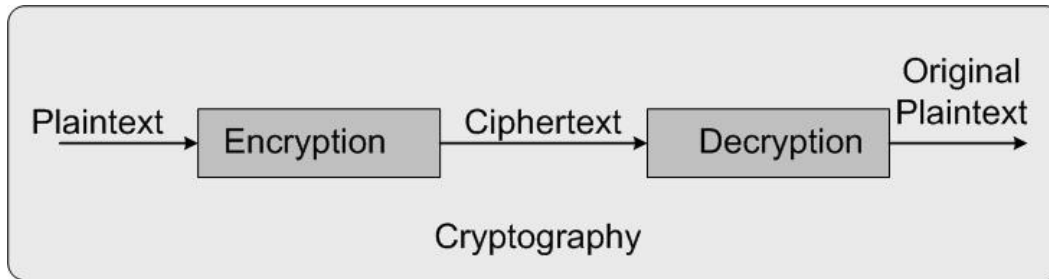 Plaintext
Encryption
Ciphertext
Decryption
Original
Plaintext
Cryptography